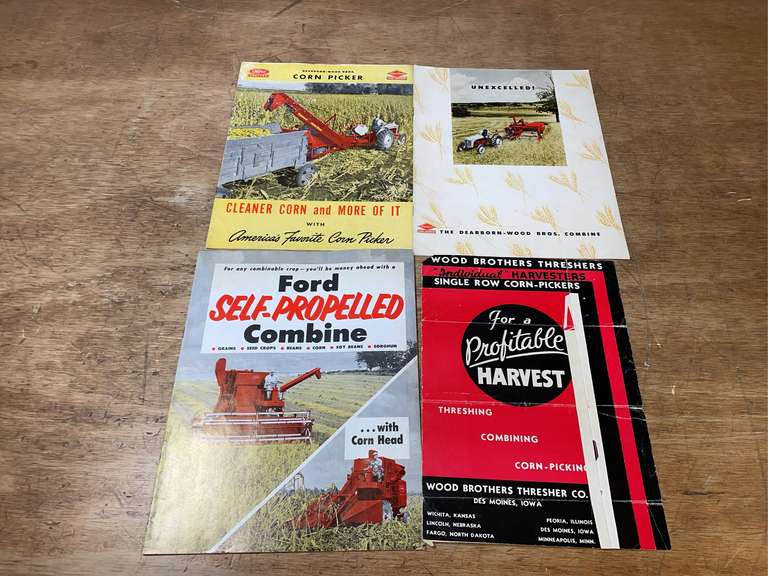 DEARBORN-WOOD BROS.
CORN PICKER
CLEANER CORN and MORE OF IT
WITH
America's Favorite Corn Picker
UNEXCELLED!
THE DEARBORN-WOOD BROS. COMBINE
For any combinable crop — you'll be money ahead with a
Ford
SELF-PROPELLED
Combine
• GRAINS • SEED CROPS • BEANS • CORN • SOY BEANS • SORGHUM
...with
Corn Head
WOOD BROTHERS THRESHERS
"Individual" HARVESTERS
SINGLE ROW CORN-PICKERS
For a
Profitable
HARVEST
THRESHING
COMBINING
CORN-PICKING
WOOD BROTHERS THRESHER CO.
DES MOINES, IOWA
WICHITA, KANSAS
LINCOLN, NEBRASKA
FARGO, NORTH DAKOTA
PEORIA, ILLINOIS
DES MOINES, IOWA
MINNEAPOLIS, MINN.